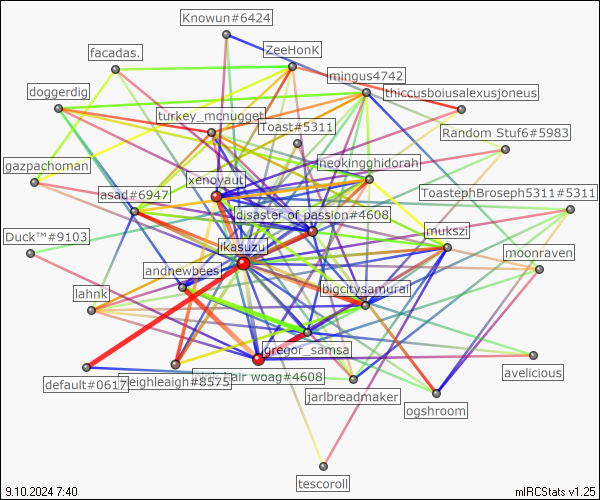 Knowun#6424
ZeeHonK
facadas.
mingus4742
doggerdig
thiccusboiusalexusjoneus
turkey_mcnugget
Toast#5311
Random Stuf6#5983
neokingghidorah
gazpachoman
xenovaut
asad#6947
ToastephBroseph5311#5311
disaster of passion#4608
mukszi
Duck™#9103
ikasuzu
moonraven
andnewbees
bigcitysamurai
lahnk
gregor_samsa
avelicious
default#0617
leighleigh#8575
hair woag#4608
jarlbreadmaker
ogshroom
tescoroll
9.10.2024 7:40
mIRCStats v1.25